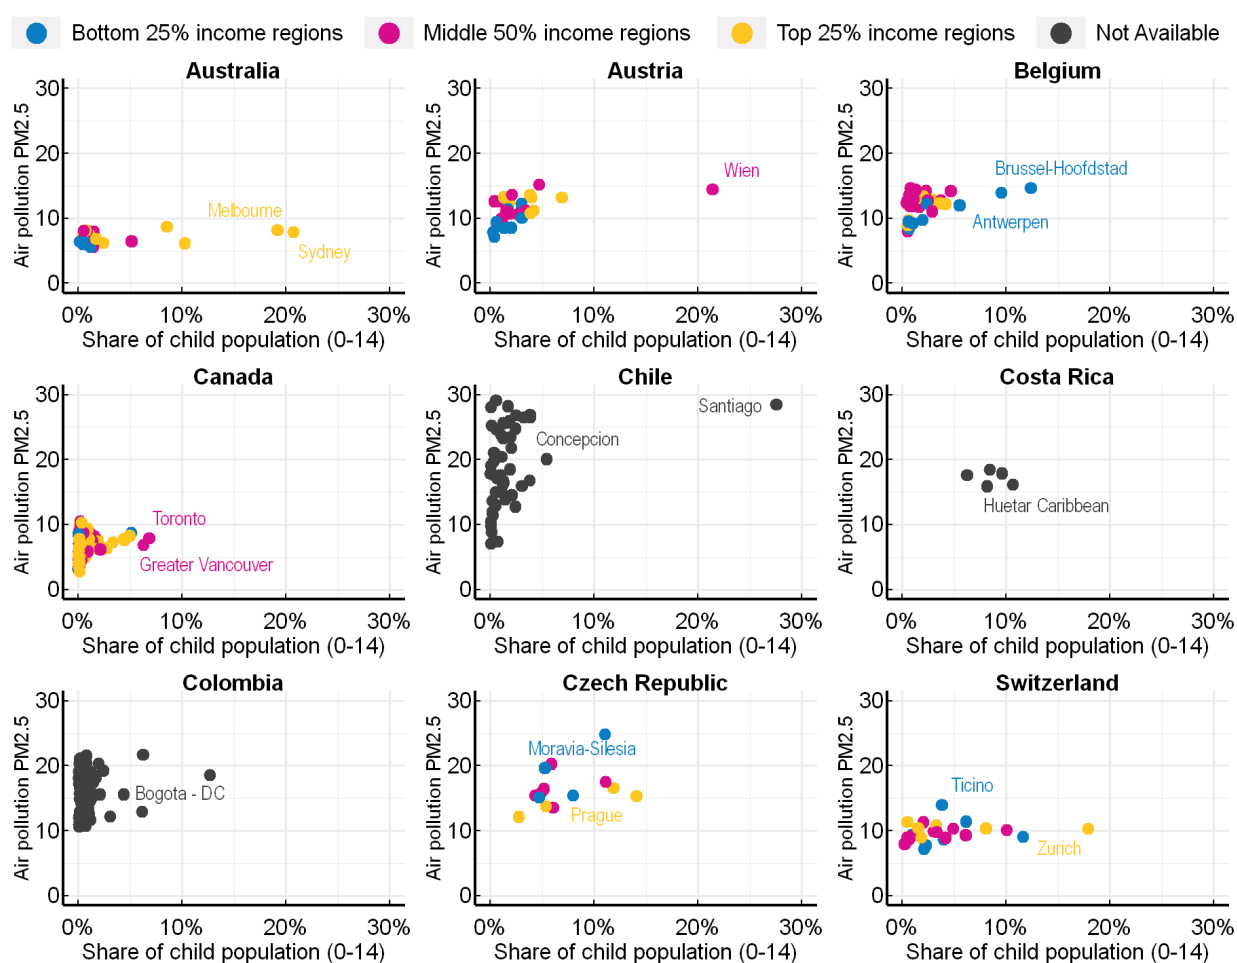 Bottom 25% income regions Middle 50% income regions Top 25% income regions Not Available
Australia
Air pollution PM2.5
30
20
10
0
Melbourne
Sydney
0% 10% 20% 30%
Share of child population (0-14)
Austria
Air pollution PM2.5
30
20
10
0
Wien
0% 10% 20% 30%
Share of child population (0-14)
Belgium
Air pollution PM2.5
30
20
10
0
Brussel-Hoofdstad
Antwerpen
0% 10% 20% 30%
Share of child population (0-14)
Canada
Air pollution PM2.5
30
20
10
0
Toronto
Greater Vancouver
0% 10% 20% 30%
Share of child population (0-14)
Chile
Air pollution PM2.5
30
20
10
0
Santiago
Concepcion
0% 10% 20% 30%
Share of child population (0-14)
Costa Rica
Air pollution PM2.5
30
20
10
0
Huetar Caribbean
0% 10% 20% 30%
Share of child population (0-14)
Colombia
Air pollution PM2.5
30
20
10
0
Bogota - DC
0% 10% 20% 30%
Share of child population (0-14)
Czech Republic
Air pollution PM2.5
30
20
10
0
Moravia-Silesia
Prague
0% 10% 20% 30%
Share of child population (0-14)
Switzerland
Air pollution PM2.5
30
20
10
0
Ticino
Zurich
0% 10% 20% 30%
Share of child population (0-14)